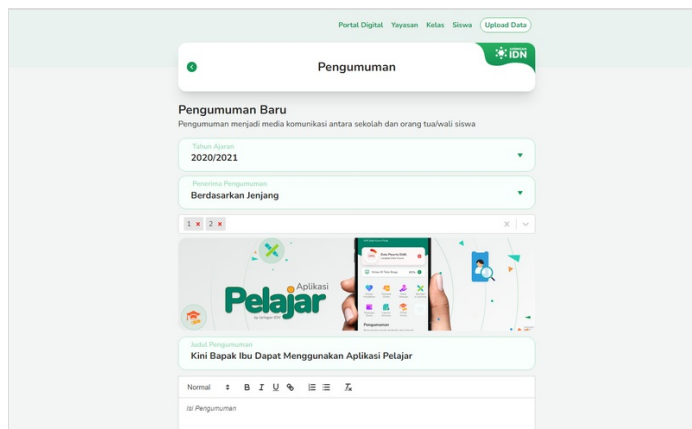 Portal Digital Yayasan Kelas Siswa Upload Data
IDN
Pengumuman
Pengumuman Baru
Pengumuman menjadi media komunikasi antara sekolah dan orang tua/wali siswa
Tahun Ajaran
2020/2021
Penerima Pengumuman
Berdasarkan Jenjang
1 × 2 ×
Aplikasi
Pelajar
Pengumuman
Judul Pengumuman
Kini Bapak Ibu Dapat Menggunakan Aplikasi Pelajar
Normal B I U
Isi Pengumuman